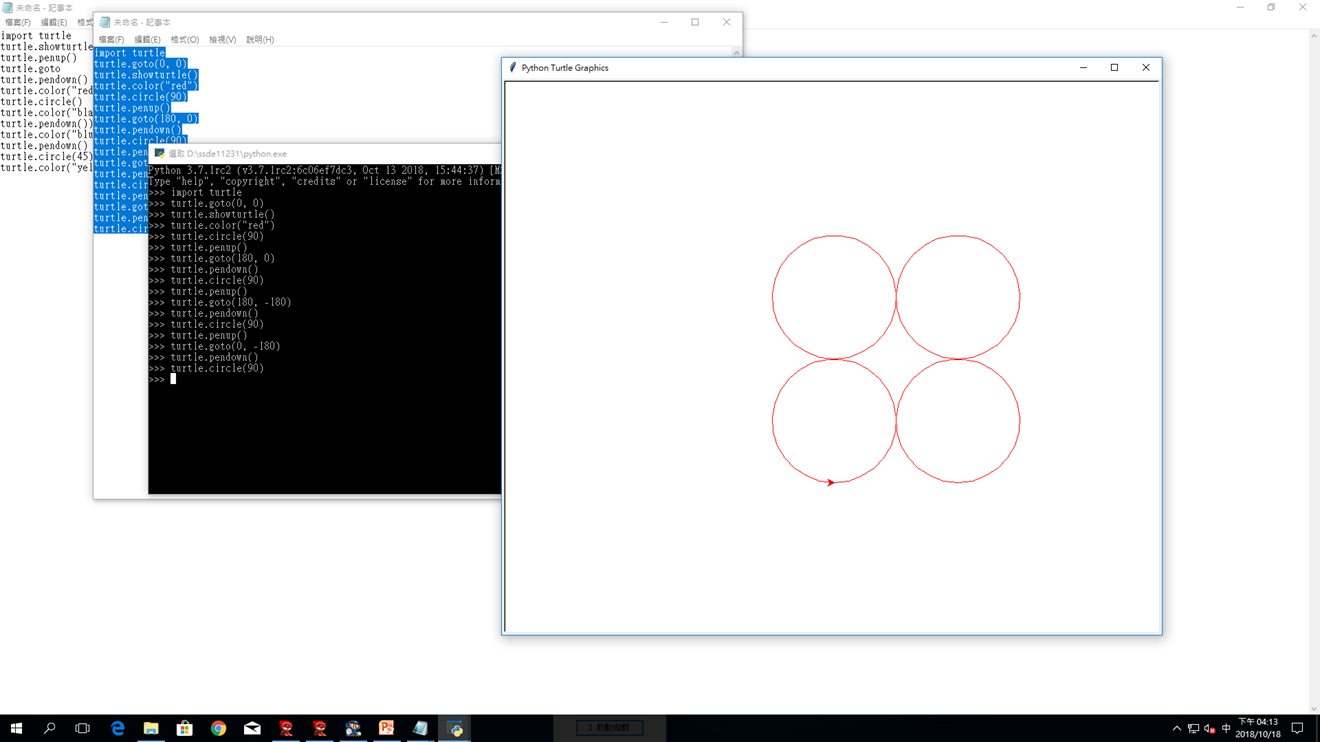 未命名 - 記事本
檔案(F) 編輯(E) 格式
import turtle
turtle.showturtle
turtle.penup()
turtle.goto
turtle.pendown()
turtle.color("red
turtle.circle()
turtle.color("bla
turtle.pendown())
turtle.color("blu
turtle.pendown()
turtle.circle(45)
turtle.color("yel
未命名 - 記事本
檔案(F) 編輯(E) 格式(O) 檢視(V) 說明(H)
import turtle
turtle.goto(0, 0)
turtle.showturtle()
turtle.color("red")
turtle.circle(90)
turtle.penup()
turtle.goto(180, 0)
turtle.pendown()
turtle.circle(90)
turtle.pen
turtle.got
turtle.pen
turtle.cir
turtle.pen
turtle.got
turtle.pen
turtle.cir
選取 D:\ssde11231\python.exe
Python 3.7.1rc2 (v3.7.1rc2:6c06ef7dc3, Oct 13 2018, 15:44:37) [M
Type "help", "copyright", "credits" or "license" for more inform
>>> import turtle
>>> turtle.goto(0, 0)
>>> turtle.showturtle()
>>> turtle.color("red")
>>> turtle.circle(90)
>>> turtle.penup()
>>> turtle.goto(180, 0)
>>> turtle.pendown()
>>> turtle.circle(90)
>>> turtle.penup()
>>> turtle.goto(180, -180)
>>> turtle.pendown()
>>> turtle.circle(90)
>>> turtle.penup()
>>> turtle.goto(0, -180)
>>> turtle.pendown()
>>> turtle.circle(90)
>>>
Python Turtle Graphics
中
下午 04:13
2018/10/18